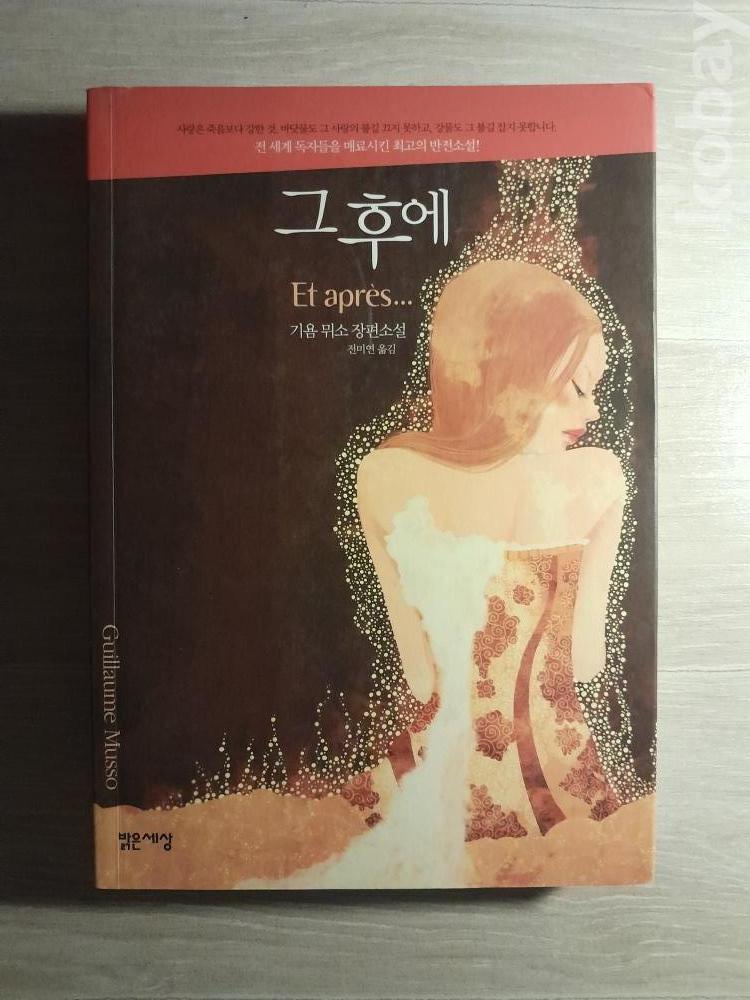 사랑은 죽음보다 강한 것. 바닷물도 그 사랑의 불길 끄지 못하고, 강물도 그 불길 잡지 못합니다.
전 세계 독자들을 매료시킨 최고의 반전소설!
그 후에
Et après...
기욤 뮈소 장편소설
전미연 옮김
Guillaume Musso
밝은세상
kolbay